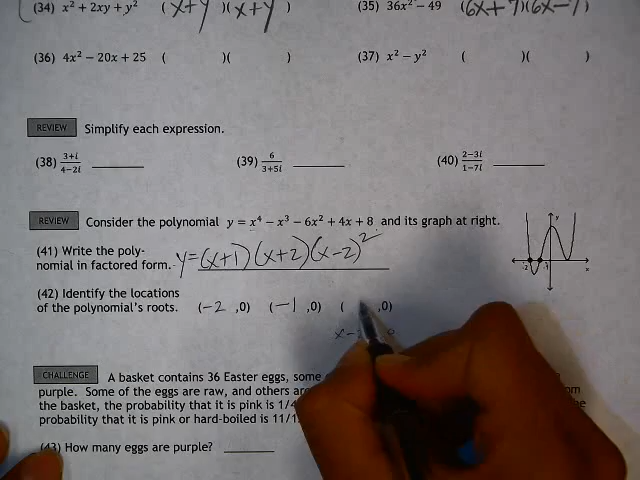 (34) x² + 2xy + y² (x+y)(x+y)
(35) 36x² − 49 (6x+7)(6x−7)
(36) 4x² − 20x + 25 ( )( )
(37) x² − y² ( )( )
REVIEW Simplify each expression.
(38) 3+i/4−2i ______
(39) 6/3+5i ______
(40) 2−3i/1−7i ______
REVIEW Consider the polynomial y = x⁴ − x³ − 6x² + 4x + 8 and its graph at right.
(41) Write the poly-
nomial in factored form. y=(x+1)(x+2)(x−2)²
y
-2 -1 x
(42) Identify the locations
of the polynomial's roots. (−2 ,0) (−1 ,0) ( ,0)
x−
CHALLENGE A basket contains 36 Easter eggs, some
purple. Some of the eggs are raw, and others are
the basket, the probability that it is pink is 1/4
probability that it is pink or hard-boiled is 11/1
(43) How many eggs are purple? ______